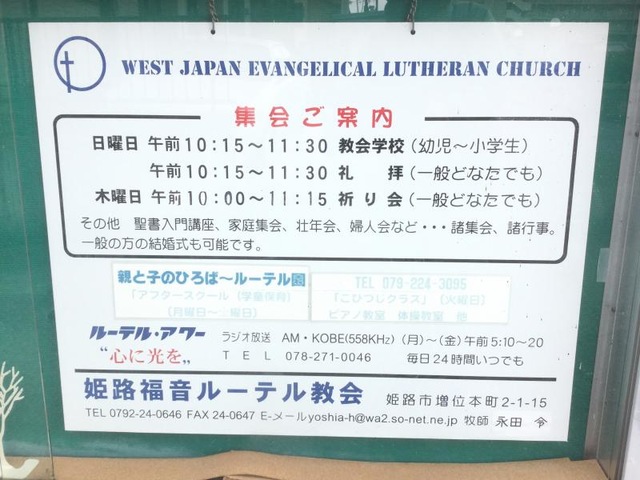 WEST JAPAN EVANGELICAL LUTHERAN CHURCH
集会ご案内
日曜日 午前10:15～11:30 教会学校（幼児～小学生）
午前10:15～11:30 礼 拝（一般どなたでも）
木曜日 午前10:00～11:15 祈り会（一般どなたでも）
その他 聖書入門講座、家庭集会、壮年会、婦人会など・・・諸集会、諸行事。
一般の方の結婚式も可能です。
親と子のひろば～ルーテル園
TEL 079-224-3095
「アフタースクール（学童保育）
「こひつじクラス」（火曜日）
ピアノ教室 体操教室 他
ルーテル・アワー ラジオ放送 AM・KOBE(558KHz) (月)～(金)午前5:10～20
“心に光を„ TEL 078-271-0046 毎日24時間いつでも
姫路福音ルーテル教会 姫路市増位本町2-1-15
TEL 0792-24-0646 FAX 24-0647 E-メールyoshia-h@wa2.so-net.ne.jp 牧師 永田 令